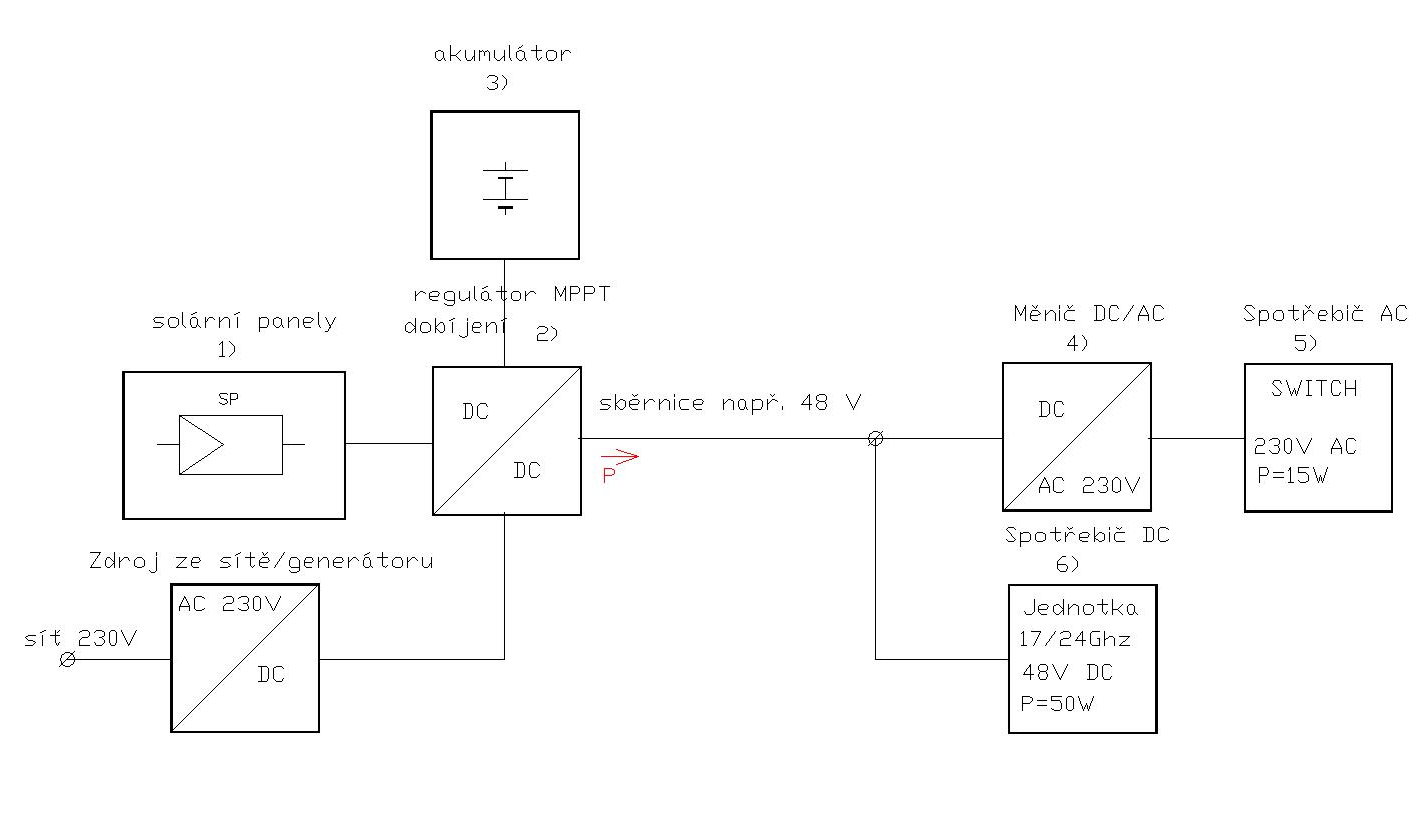 akumulátor
3)
regulátor MPPT
dobíjení 2)
solární panely
1)
SP
DC
DC
sběrnice např. 48 V
P
Měnič DC/AC
4)
DC
AC 230V
Spotřebič AC
5)
SWITCH
230V AC
P=15W
Zdroj ze sítě/generátoru
AC 230V
DC
síť 230V
Spotřebič DC
6)
Jednotka
17/24Ghz
48V DC
P=50W